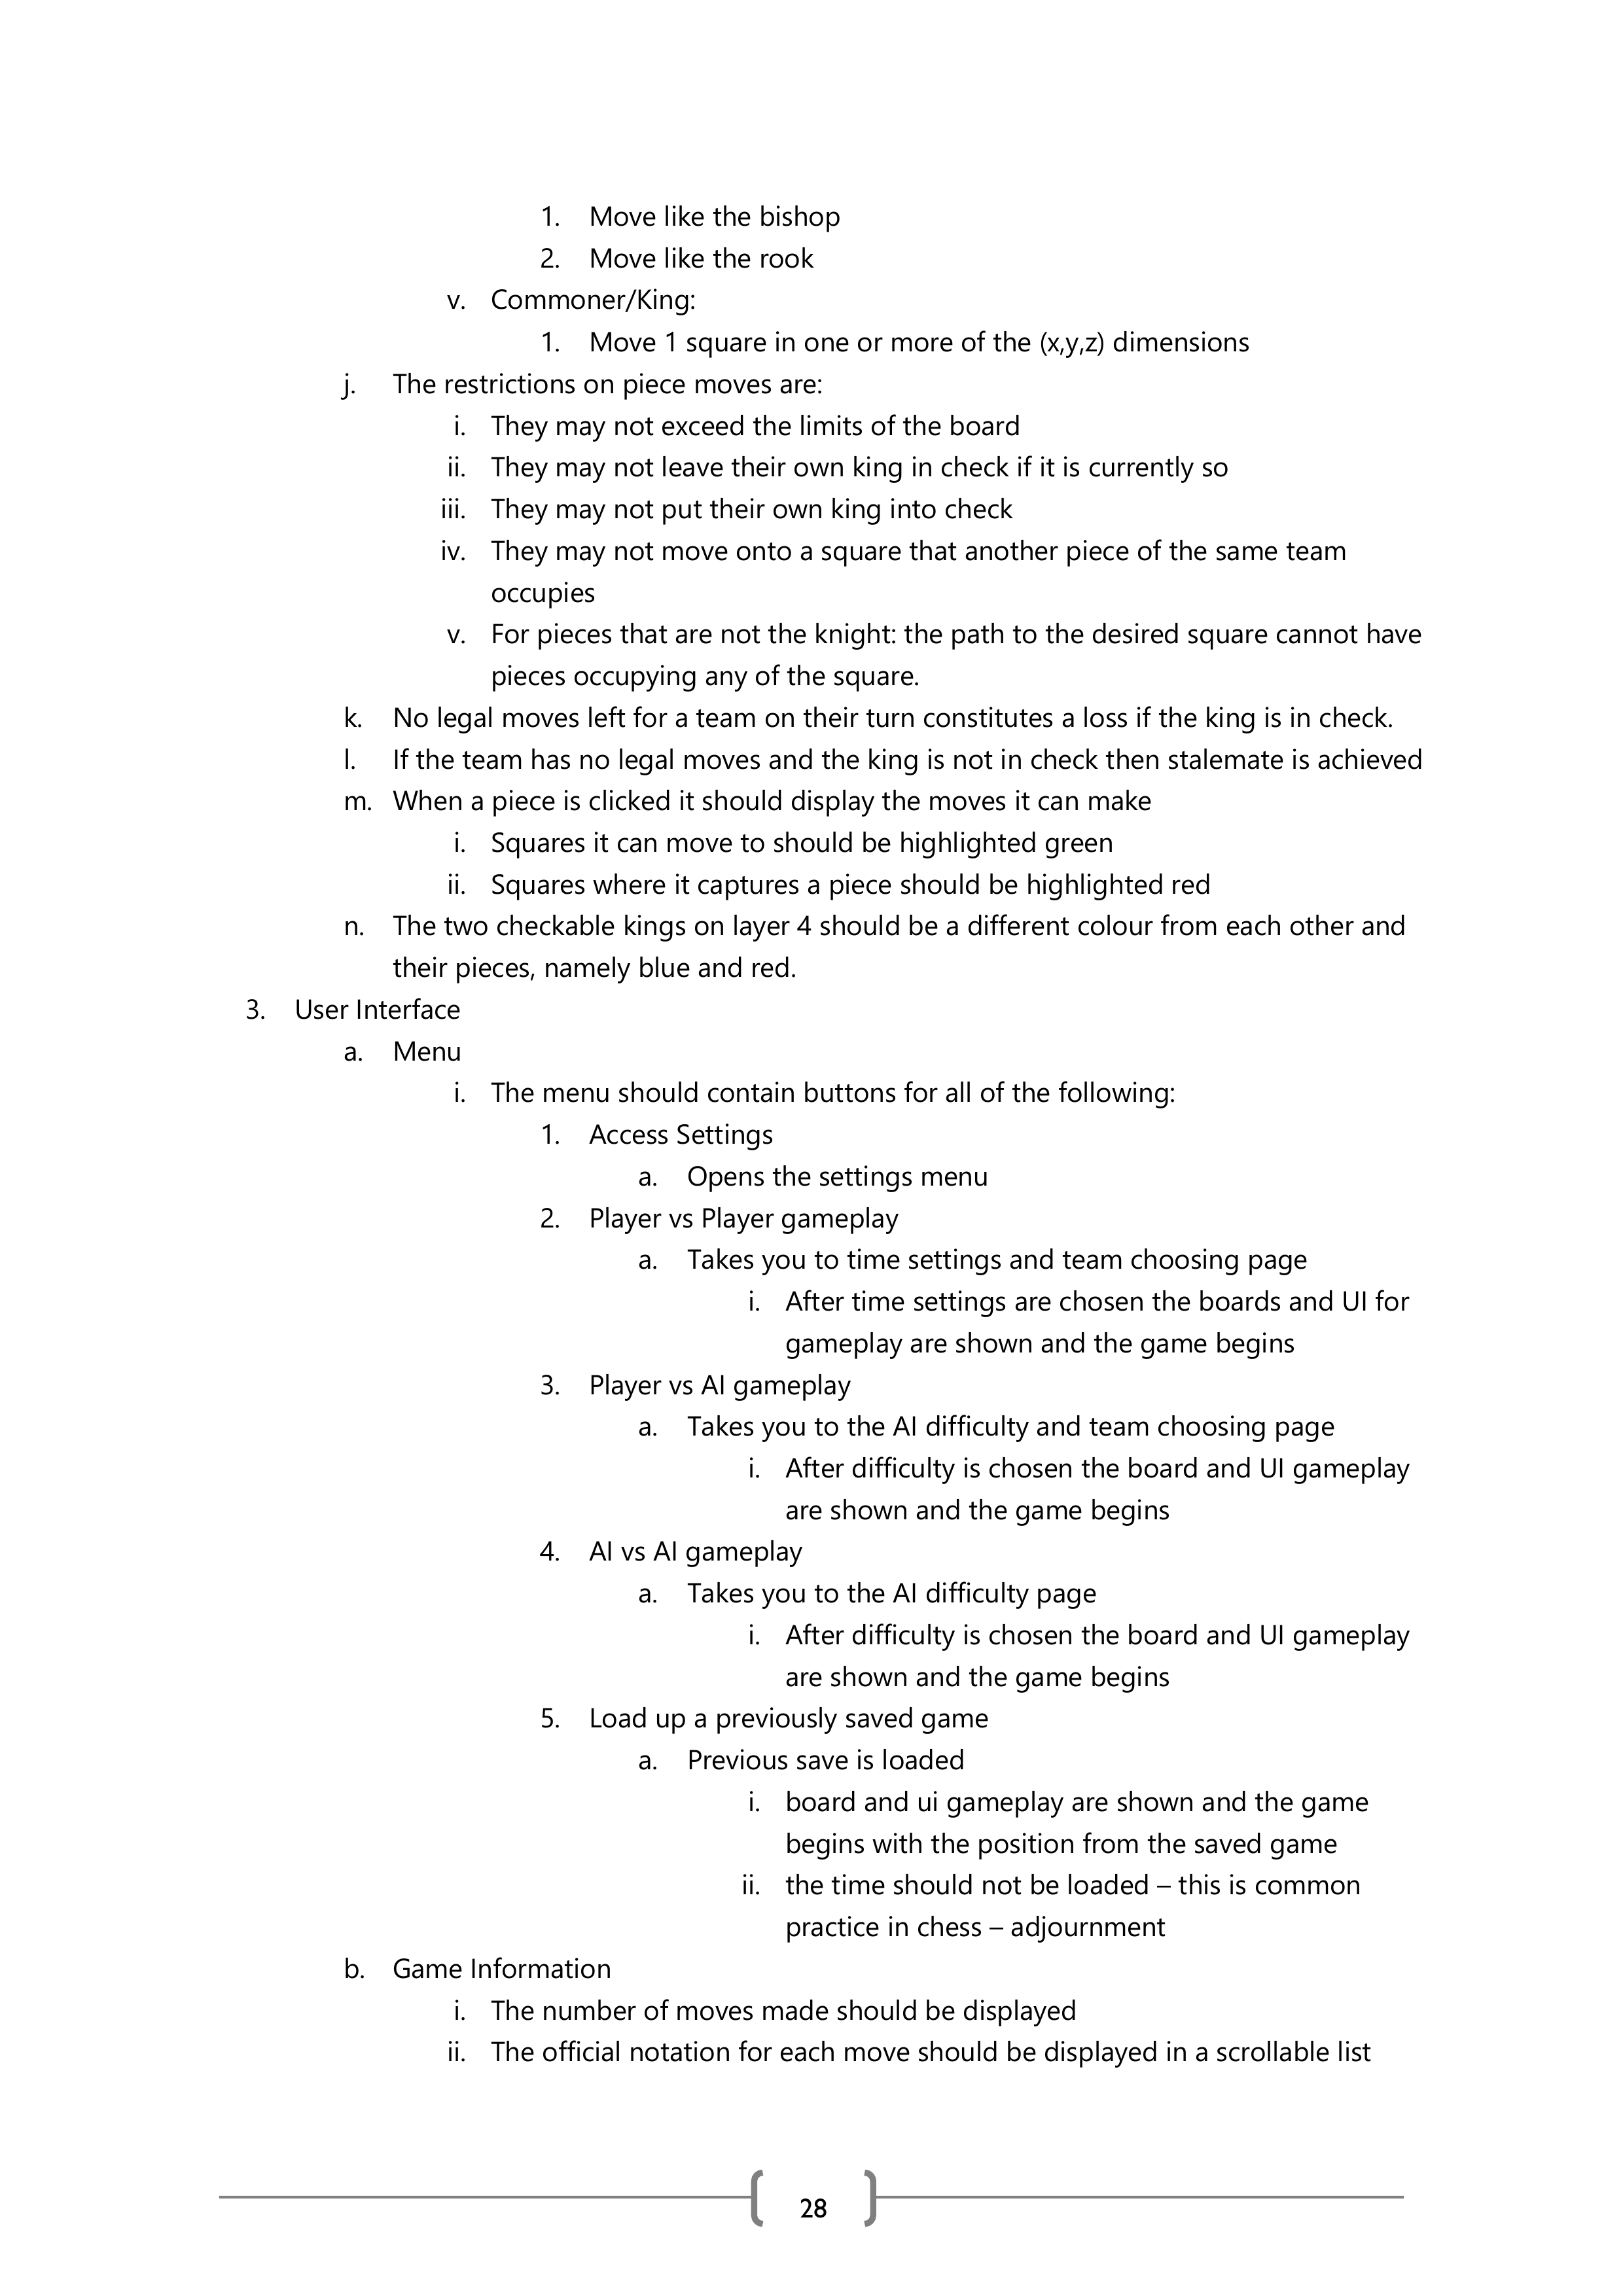 1. Move like the bishop
2. Move like the rook
v. Commoner/King:
1. Move 1 square in one or more of the (x,y,z) dimensions
j. The restrictions on piece moves are:
i. They may not exceed the limits of the board
ii. They may not leave their own king in check if it is currently so
iii. They may not put their own king into check
iv. They may not move onto a square that another piece of the same team
occupies
v. For pieces that are not the knight: the path to the desired square cannot have
pieces occupying any of the square.
k. No legal moves left for a team on their turn constitutes a loss if the king is in check.
l. If the team has no legal moves and the king is not in check then stalemate is achieved
m. When a piece is clicked it should display the moves it can make
i. Squares it can move to should be highlighted green
ii. Squares where it captures a piece should be highlighted red
n. The two checkable kings on layer 4 should be a different colour from each other and
their pieces, namely blue and red.
3. User Interface
a. Menu
i. The menu should contain buttons for all of the following:
1. Access Settings
a. Opens the settings menu
2. Player vs Player gameplay
a. Takes you to time settings and team choosing page
i. After time settings are chosen the boards and UI for
gameplay are shown and the game begins
3. Player vs AI gameplay
a. Takes you to the AI difficulty and team choosing page
i. After difficulty is chosen the board and UI gameplay
are shown and the game begins
4. AI vs AI gameplay
a. Takes you to the AI difficulty page
i. After difficulty is chosen the board and UI gameplay
are shown and the game begins
5. Load up a previously saved game
a. Previous save is loaded
i. board and ui gameplay are shown and the game
begins with the position from the saved game
ii. the time should not be loaded – this is common
practice in chess – adjournment
b. Game Information
i. The number of moves made should be displayed
ii. The official notation for each move should be displayed in a scrollable list
28